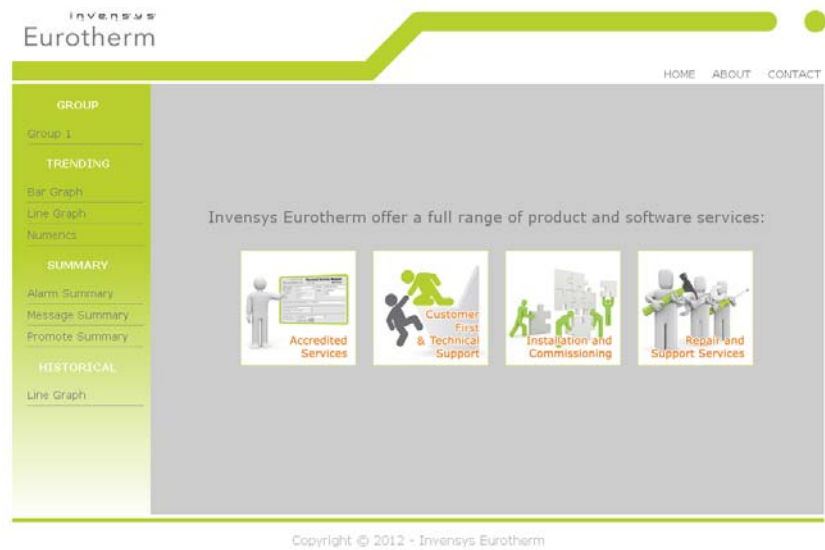 invensys
Eurotherm
HOME ABOUT CONTACT
GROUP
Group 1
TRENDING
Bar Graph
Line Graph
Numerics
SUMMARY
Alarm Summary
Message Summary
Promote Summary
HISTORICAL
Line Graph
Invensys Eurotherm offer a full range of product and software services:
Accredited
Services
Customer
First
& Technical
Support
Installation and
Commissioning
Repair and
Support Services
Copyright © 2012 - Invensys Eurotherm